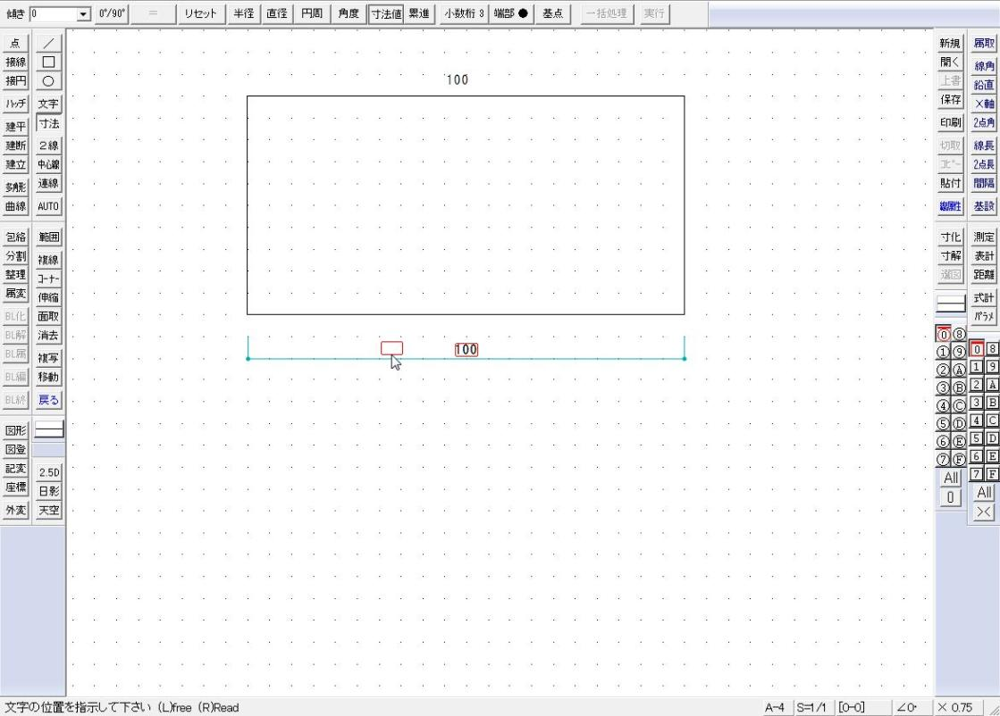 傾き 0 0°/90° ＝ リセット 半径 直径 円周 角度 寸法値 累進 小数桁 3 端部 ● 基点 一括処理 実行
点 ／
接線 □
接円 ○
ハッチ 文字
建平 寸法
建断 2線
建立 中心線
多角形 連線
曲線 AUTO
包絡 範囲
分割 複線
整理 コーナー
属変 伸縮
BL化 面取
BL解 消去
BL属 複写
BL編 移動
BL終 戻る
図形
図登
記変 2.5D
座標 日影
外変 天空
100
100
新規 属取
開く 線角
上書 鉛直
保存 X軸
印刷 2点角
切取 線長
コピー 2点長
貼付 間隔
線属性 基設
寸化 測定
寸解 表計
選図 距離
式計
パラメ
⓪ ⑧ 0 8
① ⑨ 1 9
② Ⓐ 2 A
③ Ⓑ 3 B
④ Ⓒ 4 C
⑤ Ⓓ 5 D
⑥ Ⓔ 6 E
⑦ Ⓕ 7 F
All All
0 ><
文字の位置を指示して下さい (L)free (R)Read A-4 S=1/1 [0-0] ∠0° × 0.75